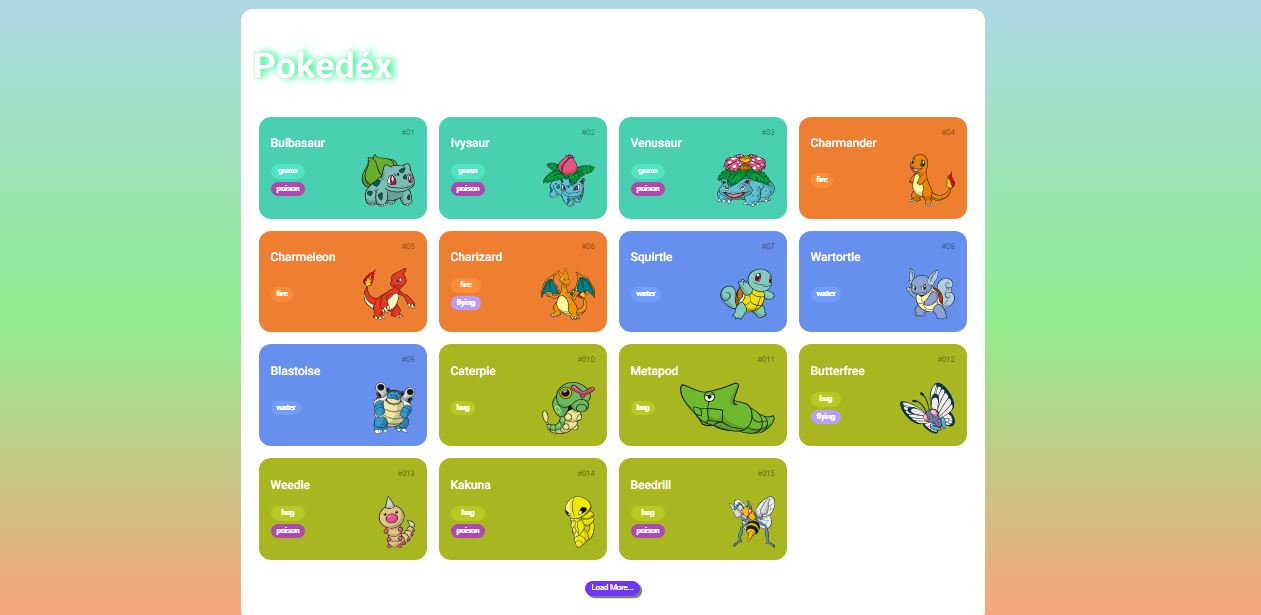 Pokedéx
#01
Bulbasaur
grass
poison
#02
Ivysaur
grass
poison
#03
Venusaur
grass
poison
#04
Charmander
fire
#05
Charmeleon
fire
#06
Charizard
fire
flying
#07
Squirtle
water
#08
Wartortle
water
#09
Blastoise
water
#010
Caterpie
bug
#011
Metapod
bug
#012
Butterfree
bug
flying
#013
Weedle
bug
poison
#014
Kakuna
bug
poison
#015
Beedrill
bug
poison
Load More...